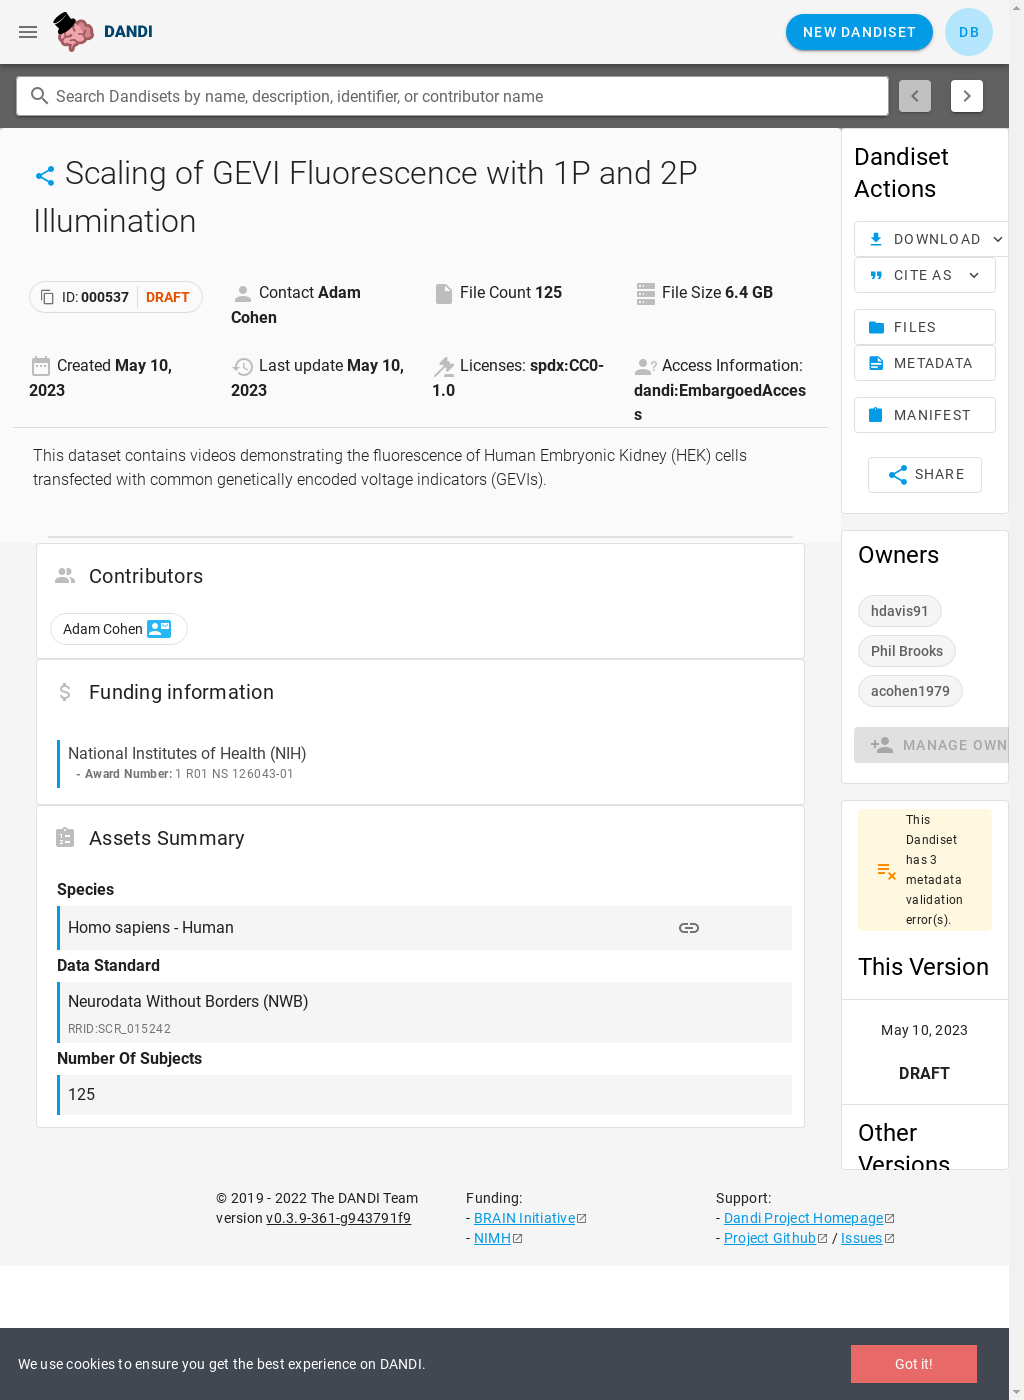 DANDI
NEW DANDISET
DB
Search Dandisets by name, description, identifier, or contributor name
Scaling of GEVI Fluorescence with 1P and 2P
Illumination
ID: 000537 DRAFT
Contact Adam
Cohen
File Count 125
File Size 6.4 GB
Created May 10,
2023
Last update May 10,
2023
Licenses: spdx:CC0-
1.0
Access Information:
dandi:EmbargoedAcces
s
This dataset contains videos demonstrating the fluorescence of Human Embryonic Kidney (HEK) cells
transfected with common genetically encoded voltage indicators (GEVIs).
Contributors
Adam Cohen
Funding information
National Institutes of Health (NIH)
- Award Number: 1 R01 NS 126043-01
Assets Summary
Species
Homo sapiens - Human
Data Standard
Neurodata Without Borders (NWB)
RRID:SCR_015242
Number Of Subjects
125
Dandiset
Actions
DOWNLOAD
CITE AS
FILES
METADATA
MANIFEST
SHARE
Owners
hdavis91
Phil Brooks
acohen1979
MANAGE OWN
This
Dandiset
has 3
metadata
validation
error(s).
This Version
May 10, 2023
DRAFT
Other
Versions
© 2019 - 2022 The DANDI Team
version v0.3.9-361-g943791f9
Funding:
- BRAIN Initiative
- NIMH
Support:
- Dandi Project Homepage
- Project Github / Issues
We use cookies to ensure you get the best experience on DANDI.
Got it!